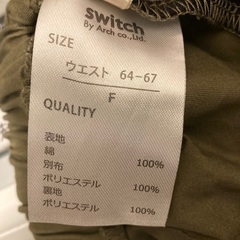 switch
By Arch co.,Ltd.
SIZE
ウエスト 64-67
F
QUALITY
表地
綿 100%
別布
ポリエステル 100%
裏地
ポリエステル 100%